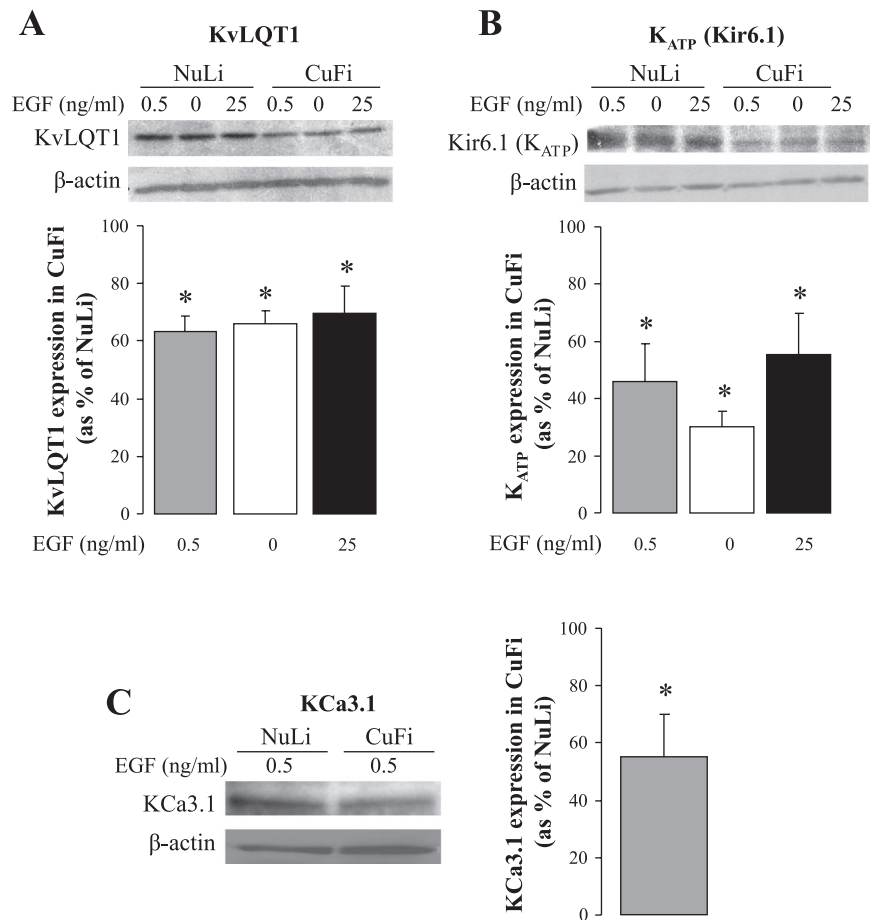 A
KvLQT1
NuLi CuFi
EGF (ng/ml) 0.5 0 25 0.5 0 25
KvLQT1
β-actin
KvLQT1 expression in CuFi
(as % of NuLi)
100
80
60
40
20
0
* * *
EGF (ng/ml) 0.5 0 25
B
K_ATP (Kir6.1)
NuLi CuFi
EGF (ng/ml) 0.5 0 25 0.5 0 25
Kir6.1 (K_ATP)
β-actin
K_ATP expression in CuFi
(as % of NuLi)
100
80
60
40
20
0
* * *
EGF (ng/ml) 0.5 0 25
C
KCa3.1
NuLi CuFi
EGF (ng/ml) 0.5 0.5
KCa3.1
β-actin
KCa3.1 expression in CuFi
(as % of NuLi)
100
80
60
40
20
0
*